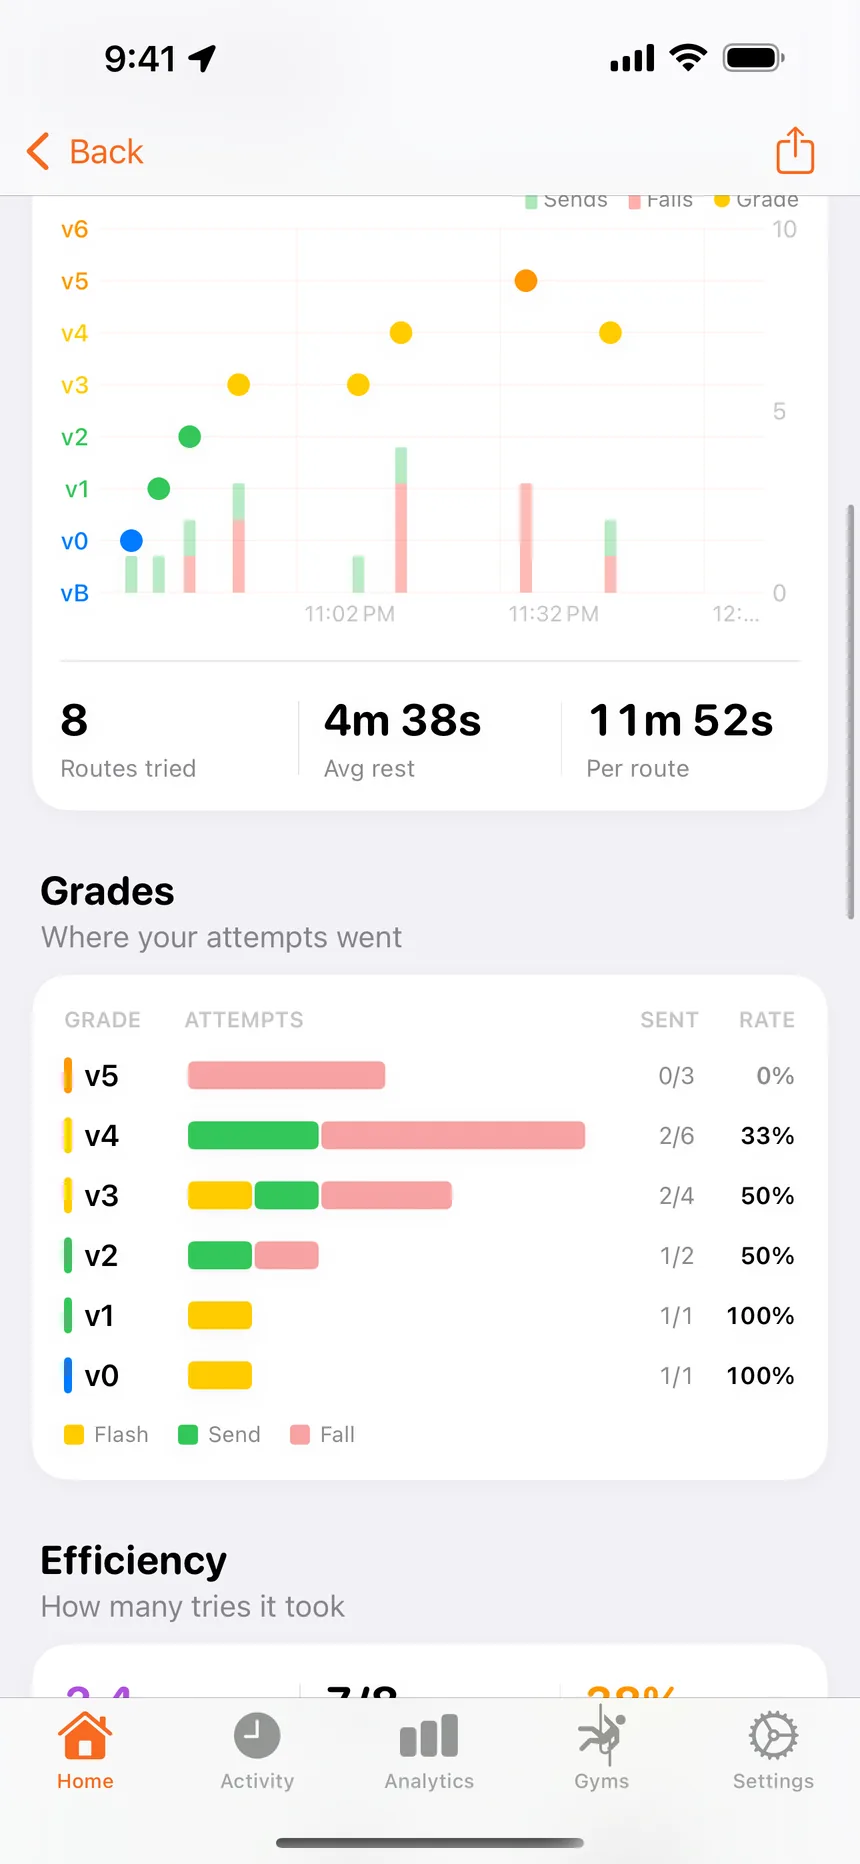 9:41
Back
Sends Falls Grade
v6 10
v5
v4
v3
5
v2
v1
v0
vB 0
11:02 PM 11:32 PM 12:...
8 4m 38s 11m 52s
Routes tried Avg rest Per route
Grades
Where your attempts went
GRADE ATTEMPTS SENT RATE
v5 0/3 0%
v4 2/6 33%
v3 2/4 50%
v2 1/2 50%
v1 1/1 100%
v0 1/1 100%
Flash Send Fall
Efficiency
How many tries it took
7/8 38%
Home Activity Analytics Gyms Settings